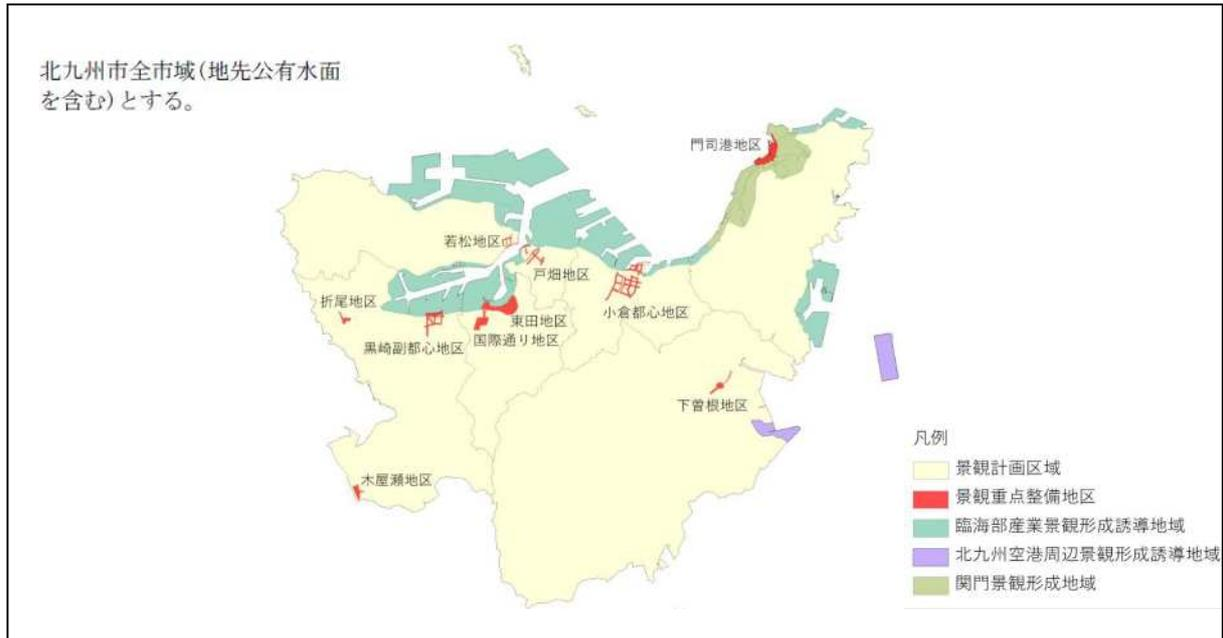 北九州市全市域(地先公有水面
を含む)とする。
門司港地区
若松地区
戸畑地区
折尾地区
東田地区
小倉都心地区
黒崎副都心地区
国際通り地区
下曽根地区
木屋瀬地区
凡例
景観計画区域
景観重点整備地区
臨海部産業景観形成誘導地域
北九州空港周辺景観形成誘導地域
関門景観形成地域